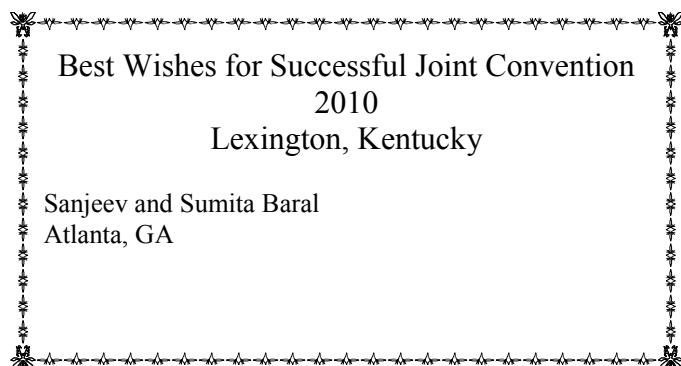 Best Wishes for Successful Joint Convention
2010
Lexington, Kentucky
Sanjeev and Sumita Baral
Atlanta, GA